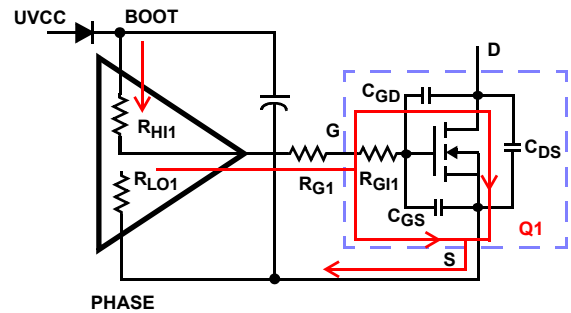 UVCC
BOOT
D
CGD
RHI1
G
CDS
RLO1
RG1
RGI1
CGS
Q1
S
PHASE